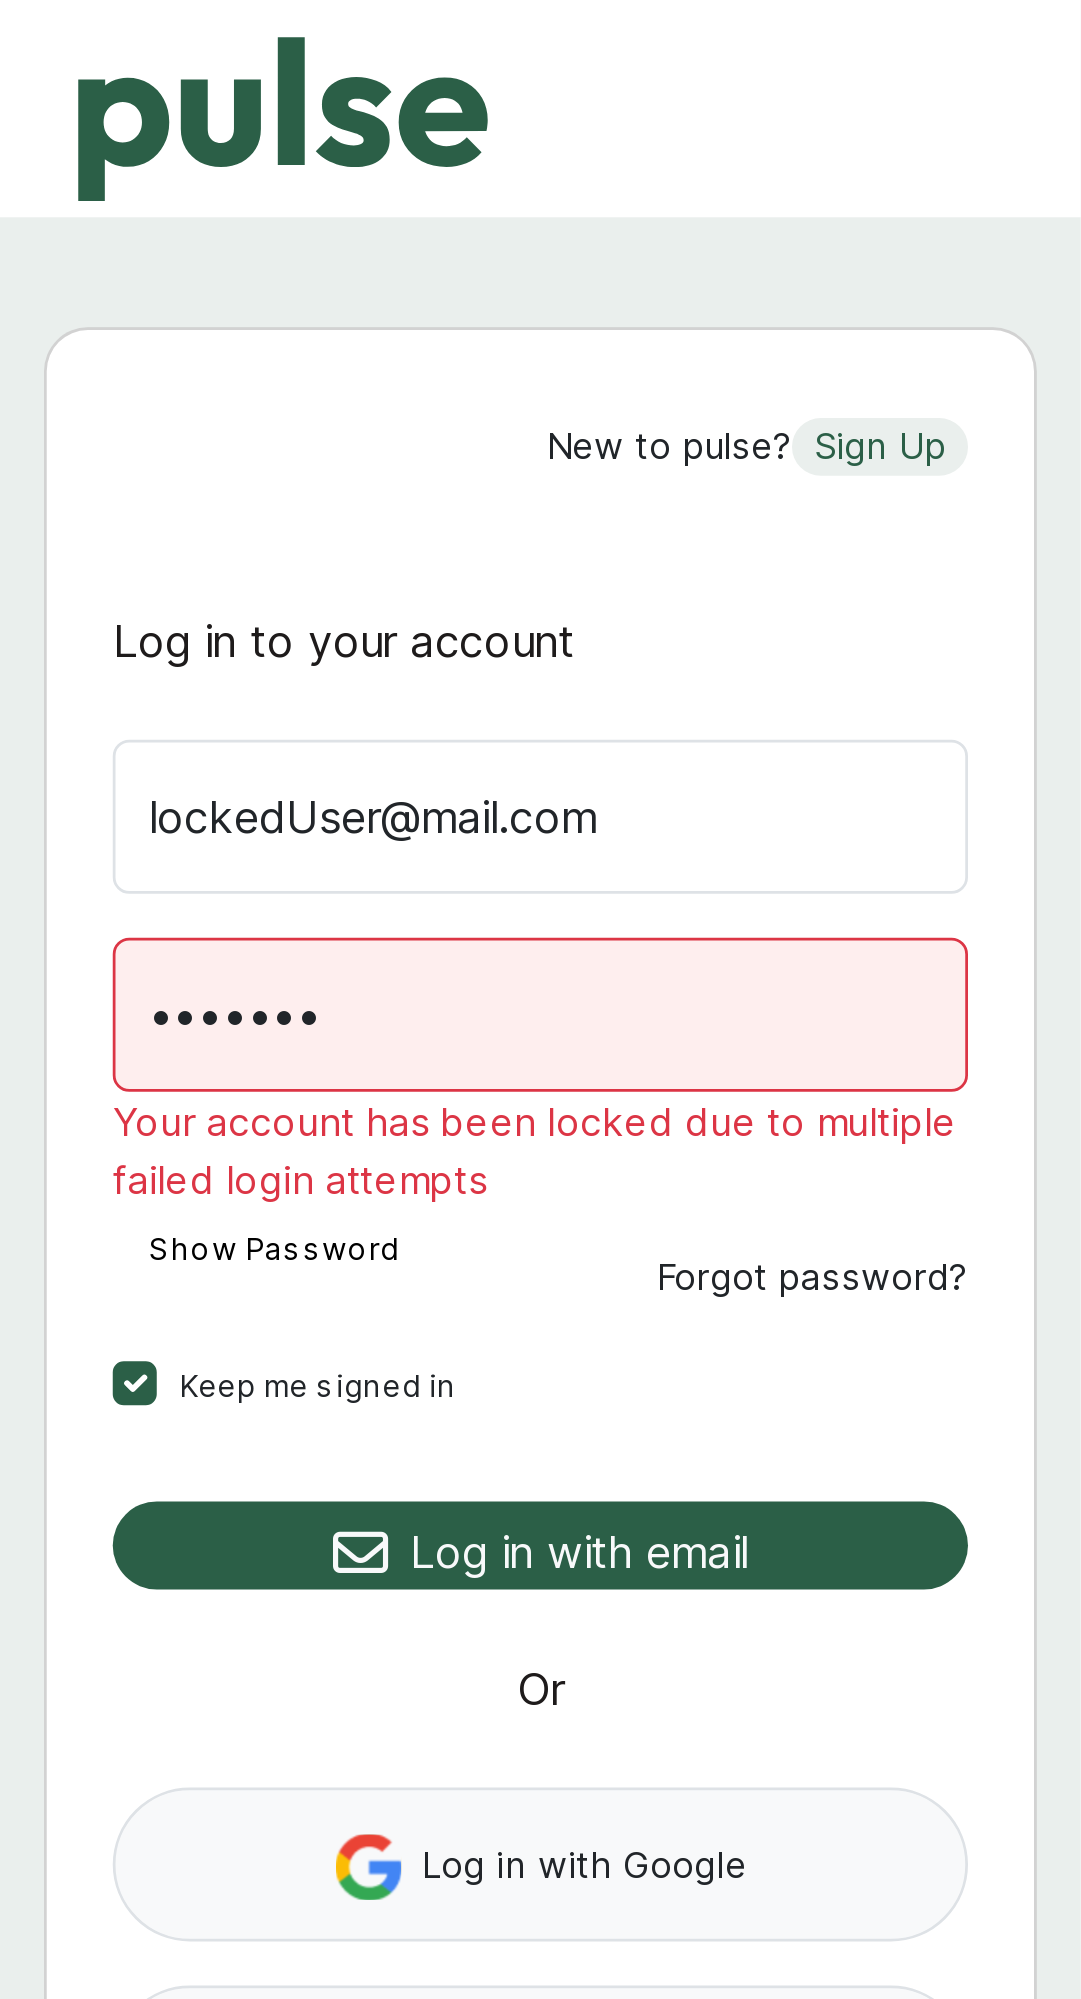 pulse
New to pulse? Sign Up
Log in to your account
lockedUser@mail.com
•••••••
Your account has been locked due to multiple
failed login attempts
Show Password
Forgot password?
Keep me signed in
Log in with email
Or
Log in with Google